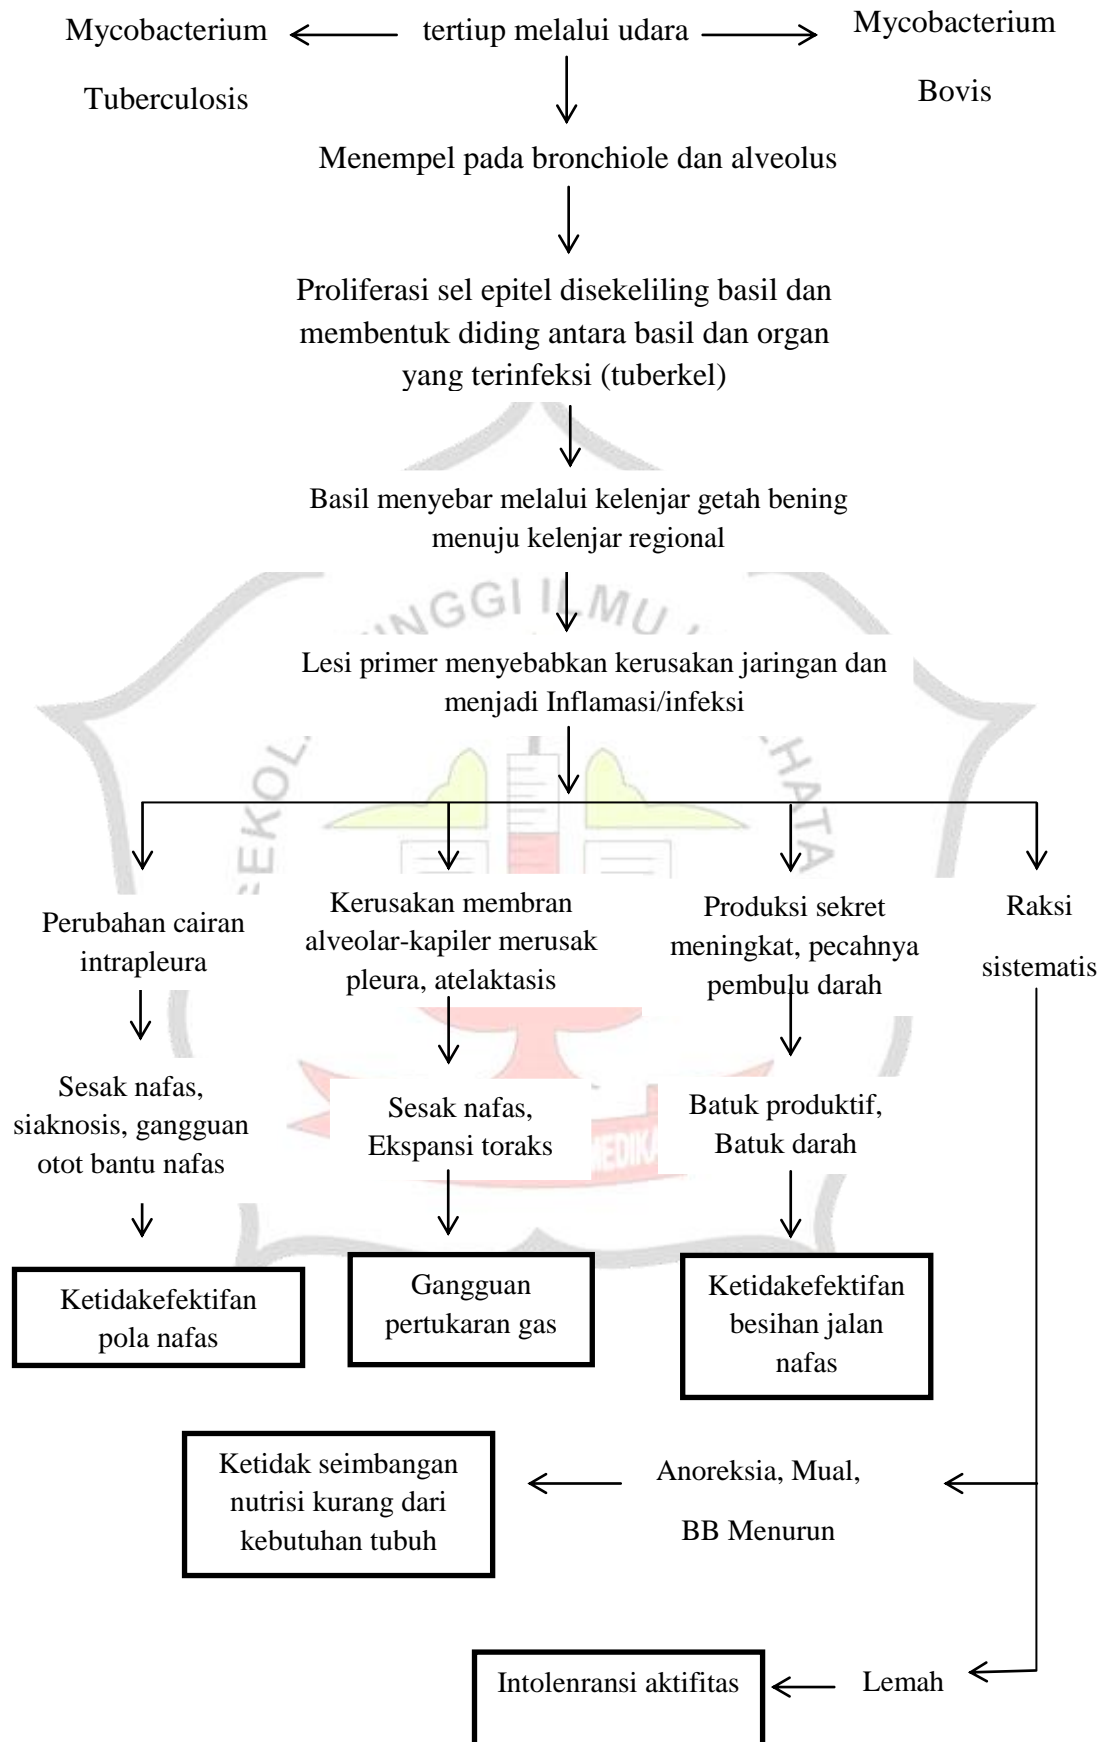 Mycobacterium
Tuberculosis
tertiup melalui udara
Mycobacterium
Bovis
Menempel pada bronchiole dan alveolus
Proliferasi sel epitel disekeliling basil dan
membentuk diding antara basil dan organ
yang terinfeksi (tuberkel)
Basil menyebar melalui kelenjar getah bening
menuju kelenjar regional
NGGI ILMU
Lesi primer menyebabkan kerusakan jaringan dan
menjadi Inflamasi/infeksi
SEKOL
HATA
Perubahan cairan
intrapleura
Kerusakan membran
alveolar-kapiler merusak
pleura, atelaktasis
Produksi sekret
meningkat, pecahnya
pembulu darah
Raksi
sistematis
Sesak nafas,
siaknosis, gangguan
otot bantu nafas
Sesak nafas,
Ekspansi toraks
Batuk produktif,
Batuk darah
MEDIKA
Ketidakefektifan
pola nafas
Gangguan
pertukaran gas
Ketidakefektifan
besihan jalan
nafas
Ketidak seimbangan
nutrisi kurang dari
kebutuhan tubuh
Anoreksia, Mual,
BB Menurun
Intolenransi aktifitas
Lemah